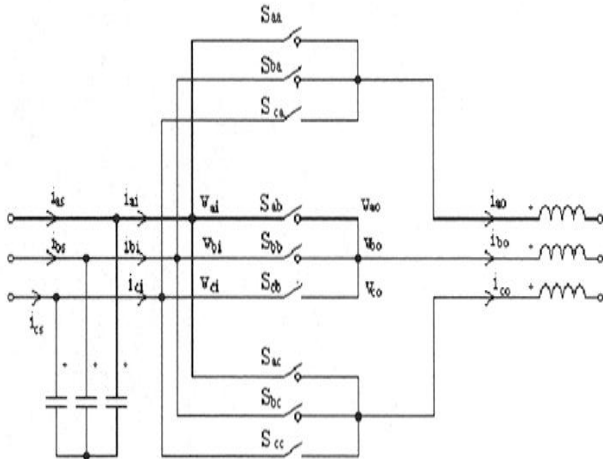 Saa
Sba
Sca
ias iai vai Sab vao iao
ibs ibi vbi Sbb vbo ibo
ici vci Scb vco ico
ics
Sac
Sbc
Scc